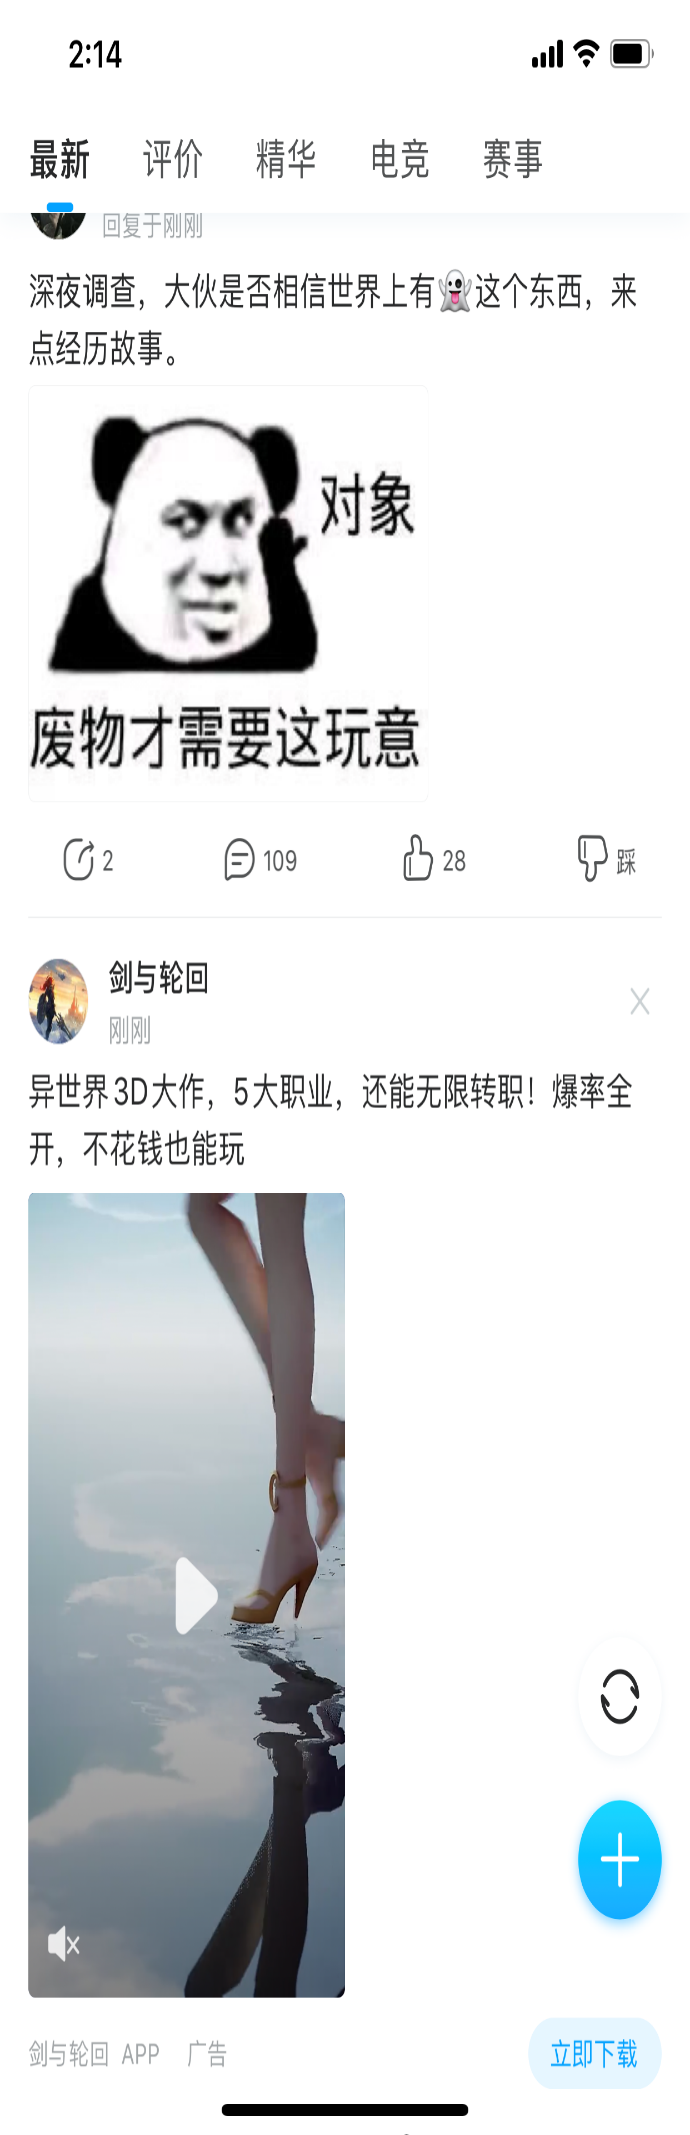 2:14
最新 评价 精华 电竞 赛事
回复于刚刚
深夜调查，大伙是否相信世界上有👻这个东西，来
点经历故事。
对象
废物才需要这玩意
2 109 28 踩
剑与轮回
刚刚
异世界3D大作，5大职业，还能无限转职！爆率全
开，不花钱也能玩
剑与轮回 APP 广告
立即下载